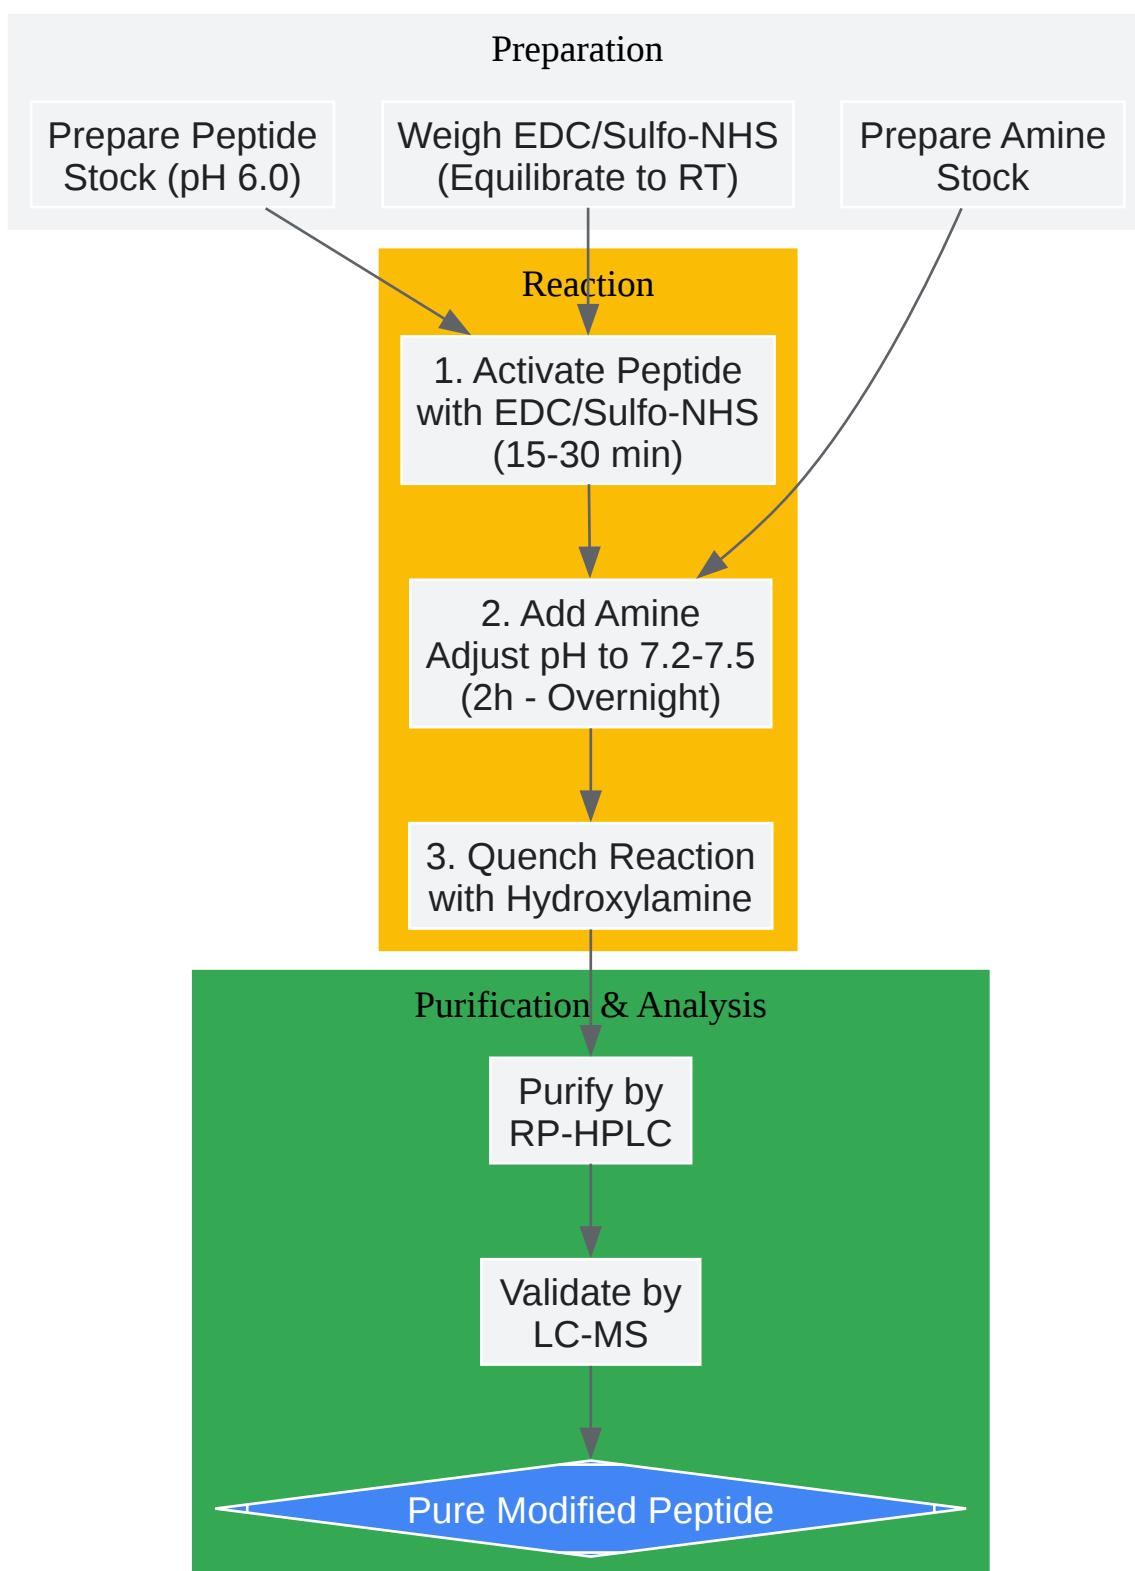 Preparation
Prepare Peptide
Stock (pH 6.0)
Weigh EDC/Sulfo-NHS
(Equilibrate to RT)
Prepare Amine
Stock
Reaction
1. Activate Peptide
with EDC/Sulfo-NHS
(15-30 min)
2. Add Amine
Adjust pH to 7.2-7.5
(2h - Overnight)
3. Quench Reaction
with Hydroxylamine
Purification & Analysis
Purify by
RP-HPLC
Validate by
LC-MS
Pure Modified Peptide